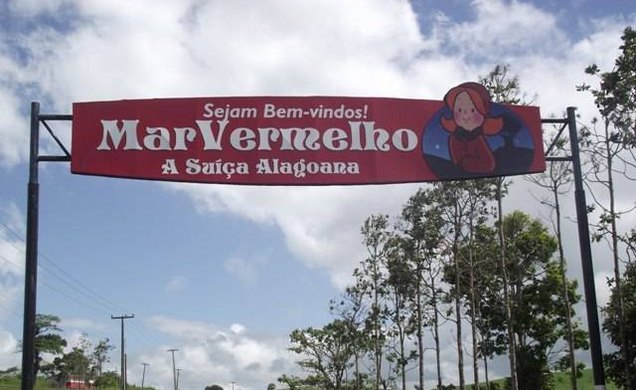 Sejam Bem-vindos!
MarVermelho
A Suíça Alagoana